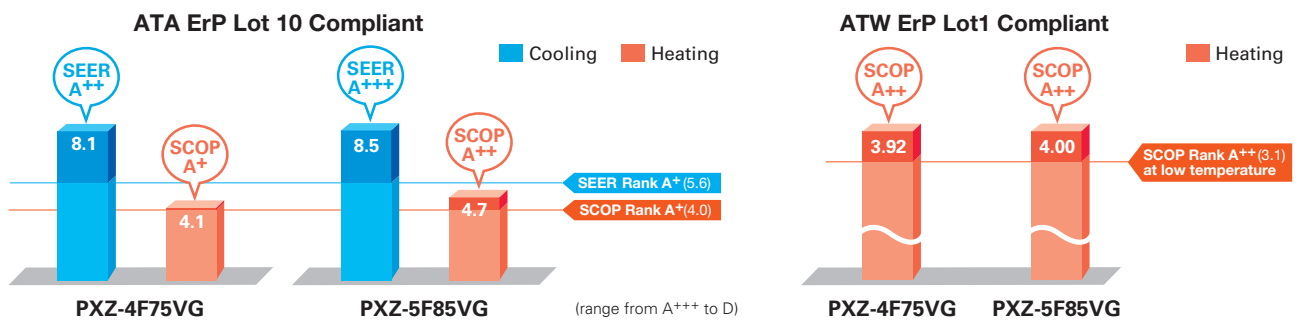 ATA ErP Lot 10 Compliant
Cooling
Heating
SEER
A++
8.1
SCOP
A+
4.1
SEER
A+++
8.5
SCOP
A++
4.7
SEER Rank A+(5.6)
SCOP Rank A+(4.0)
PXZ-4F75VG
PXZ-5F85VG
(range from A+++ to D)
ATW ErP Lot1 Compliant
Heating
SCOP
A++
3.92
SCOP
A++
4.00
SCOP Rank A++(3.1)
at low temperature
PXZ-4F75VG
PXZ-5F85VG